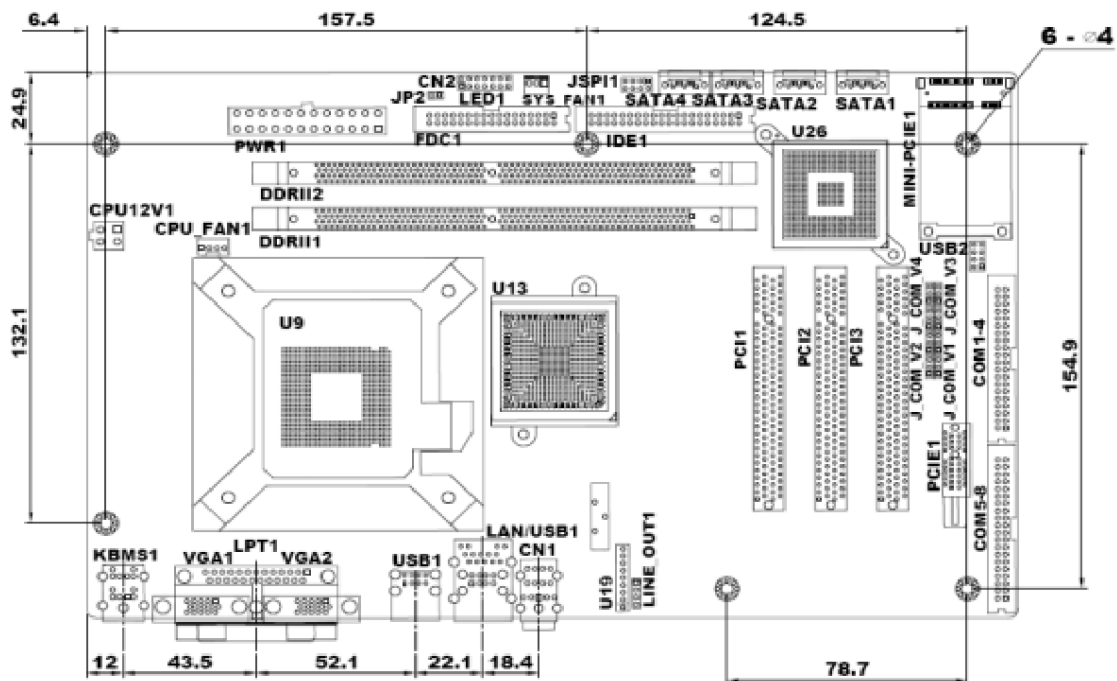 6.4
157.5
124.5
6 - ⌀4
24.9
CN2
JP2
LED1
SYS_FAN1
JSPI1
SATA4
SATA3
SATA2
SATA1
PWR1
FDC1
IDE1
U26
MINI-PCIE1
DDRII2
CPU12V1
CPU_FAN1
DDRII1
USB2
132.1
U9
U13
PCI1
PCI2
PCI3
J_COM_V2
J_COM_V4
J_COM_V1
J_COM_V3
COM1-4
154.9
PCIE1
COM5-8
KBMS1
VGA1
LPT1
VGA2
USB1
LAN/USB1
CN1
U19
LINE_OUT1
12
43.5
52.1
22.1
18.4
78.7